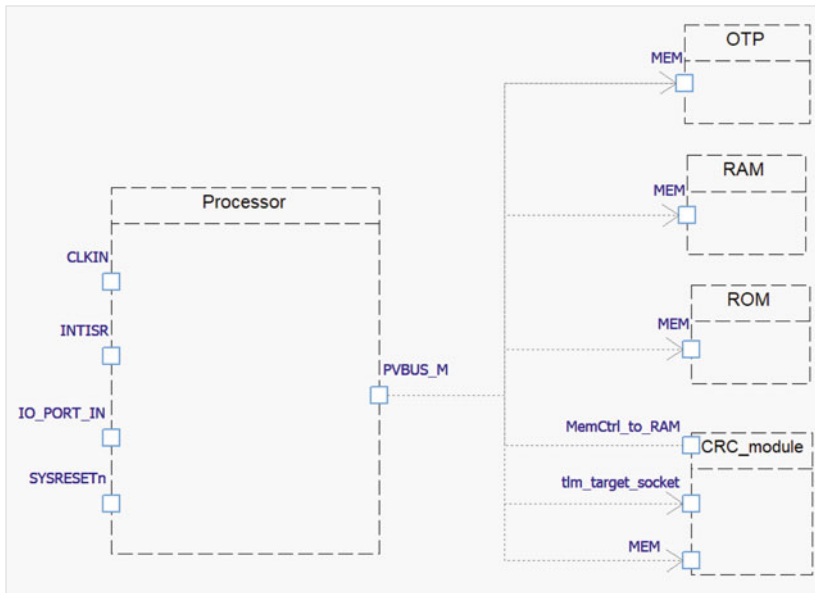 OTP
MEM
RAM
MEM
Processor
CLKIN
ROM
MEM
INTISR
PVBUS_M
IO_PORT_IN
MemCtrl_to_RAM
CRC_module
SYSRESETn
tlm_target_socket
MEM